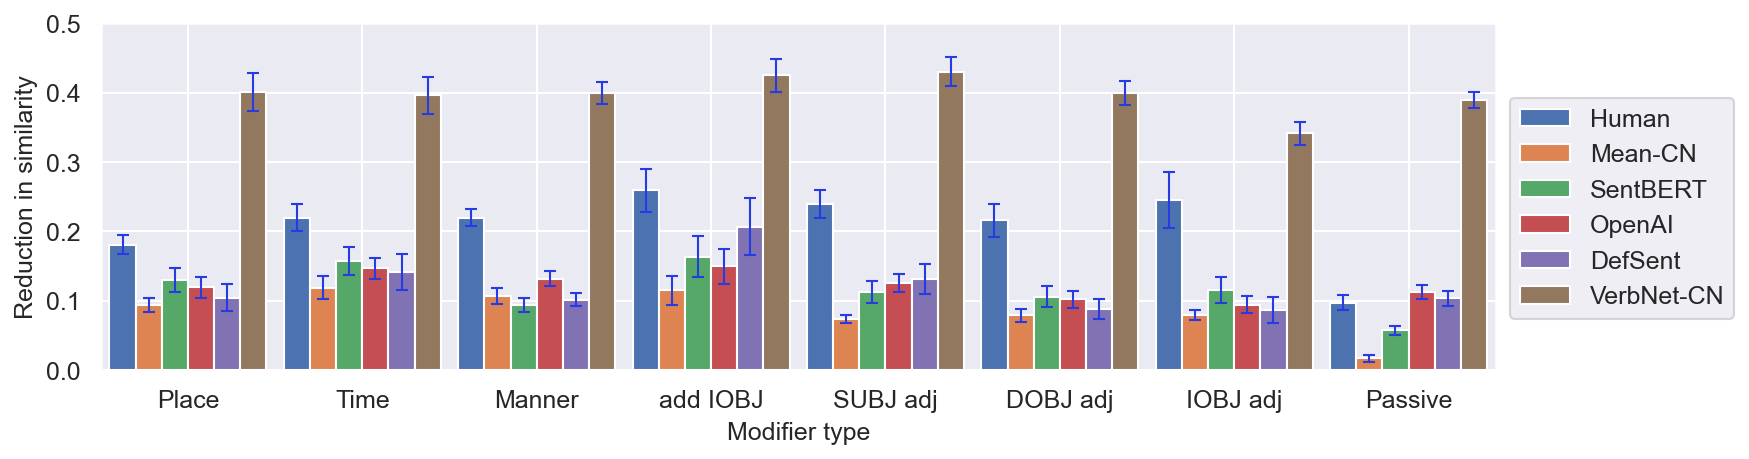 Reduction in similarity
0.5
0.4
0.3
0.2
0.1
0.0
Place
Time
Manner
add IOBJ
SUBJ adj
DOBJ adj
IOBJ adj
Passive
Modifier type
Human
Mean-CN
SentBERT
OpenAI
DefSent
VerbNet-CN